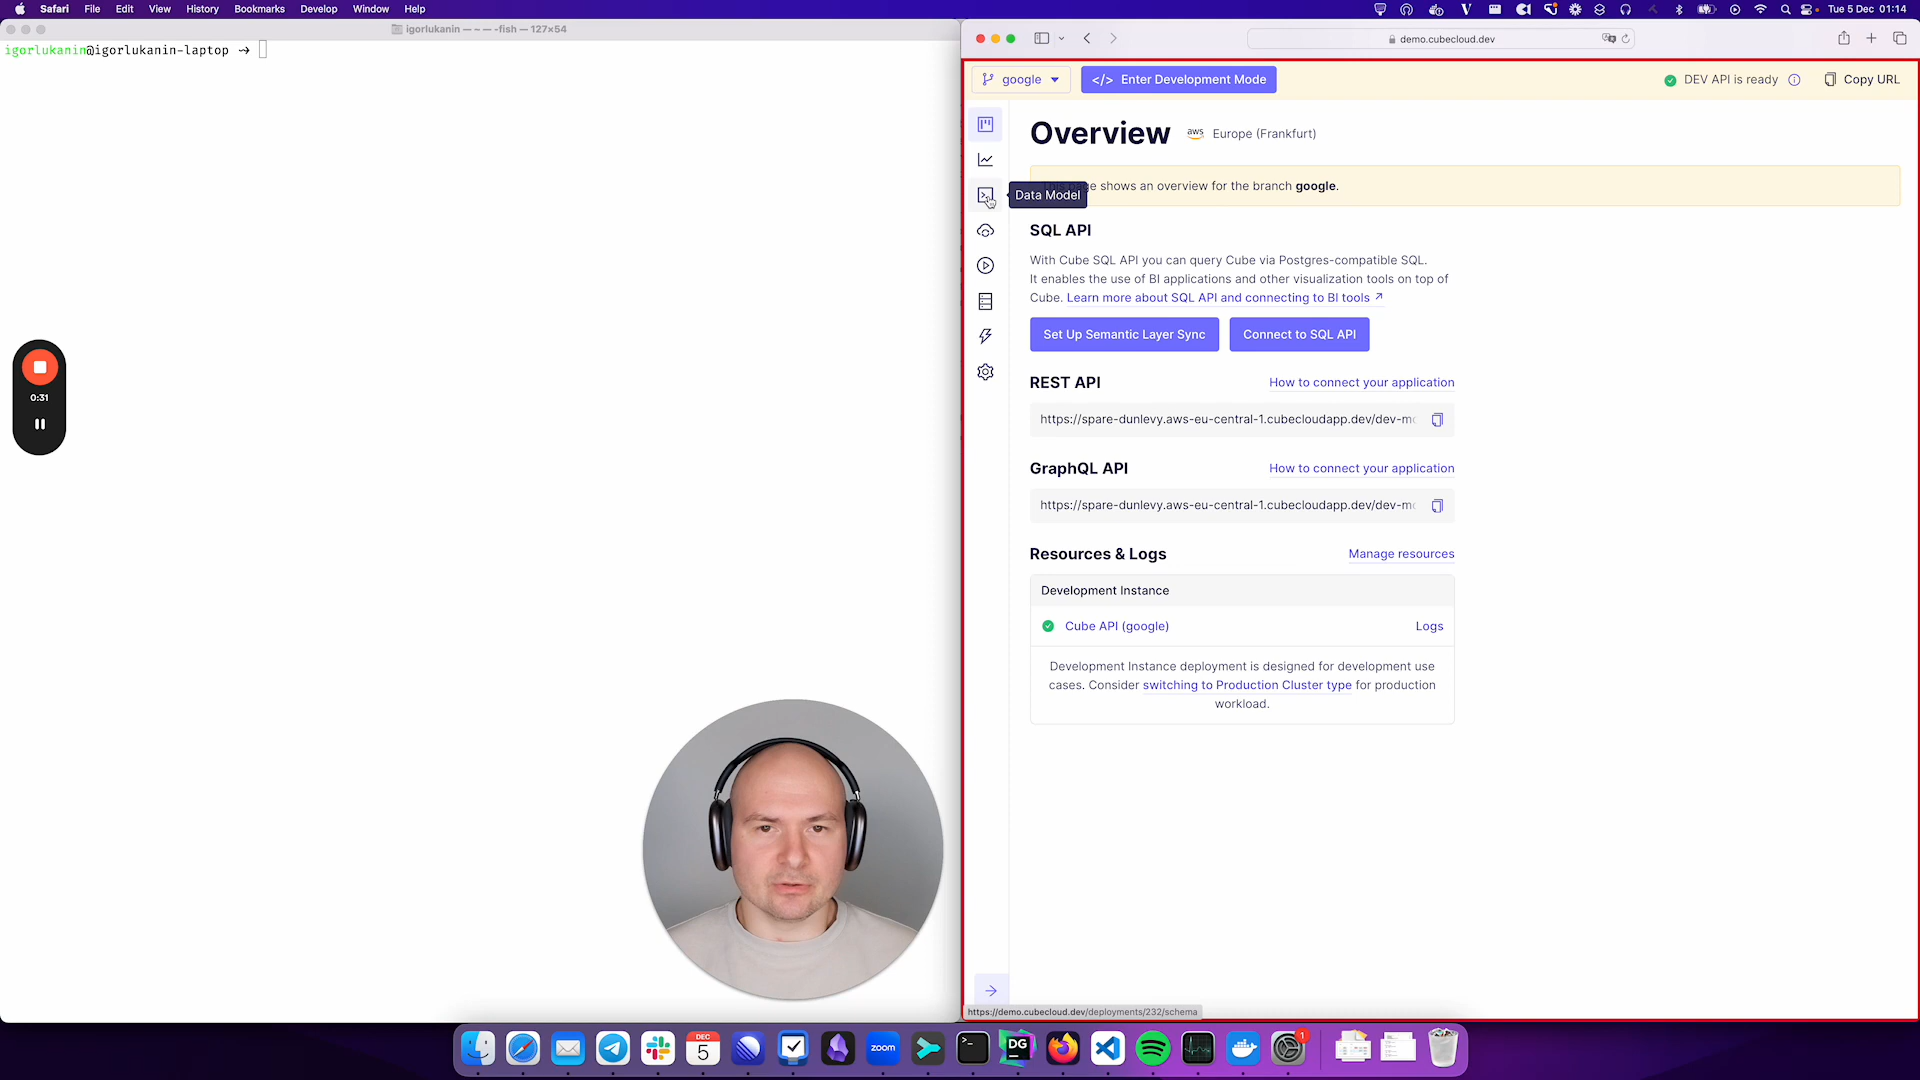 Safari File Edit View History Bookmarks Develop Window Help
Tue 5 Dec 01:14
igorlukanin — ~ — -fish — 127×54
igorlukanin@igorlukanin-laptop →
0:31
demo.cubecloud.dev
google
</> Enter Development Mode
DEV API is ready
Copy URL
Overview
aws
Europe (Frankfurt)
Data Model
e shows an overview for the branch google.
SQL API
With Cube SQL API you can query Cube via Postgres-compatible SQL.
It enables the use of BI applications and other visualization tools on top of
Cube. Learn more about SQL API and connecting to BI tools ↗
Set Up Semantic Layer Sync
Connect to SQL API
REST API
How to connect your application
https://spare-dunlevy.aws-eu-central-1.cubecloudapp.dev/dev-mo
GraphQL API
How to connect your application
https://spare-dunlevy.aws-eu-central-1.cubecloudapp.dev/dev-mo
Resources & Logs
Manage resources
Development Instance
Cube API (google)
Logs
Development Instance deployment is designed for development use
cases. Consider switching to Production Cluster type for production
workload.
https://demo.cubecloud.dev/deployments/232/schema
DEC
5
zoom
DG
1